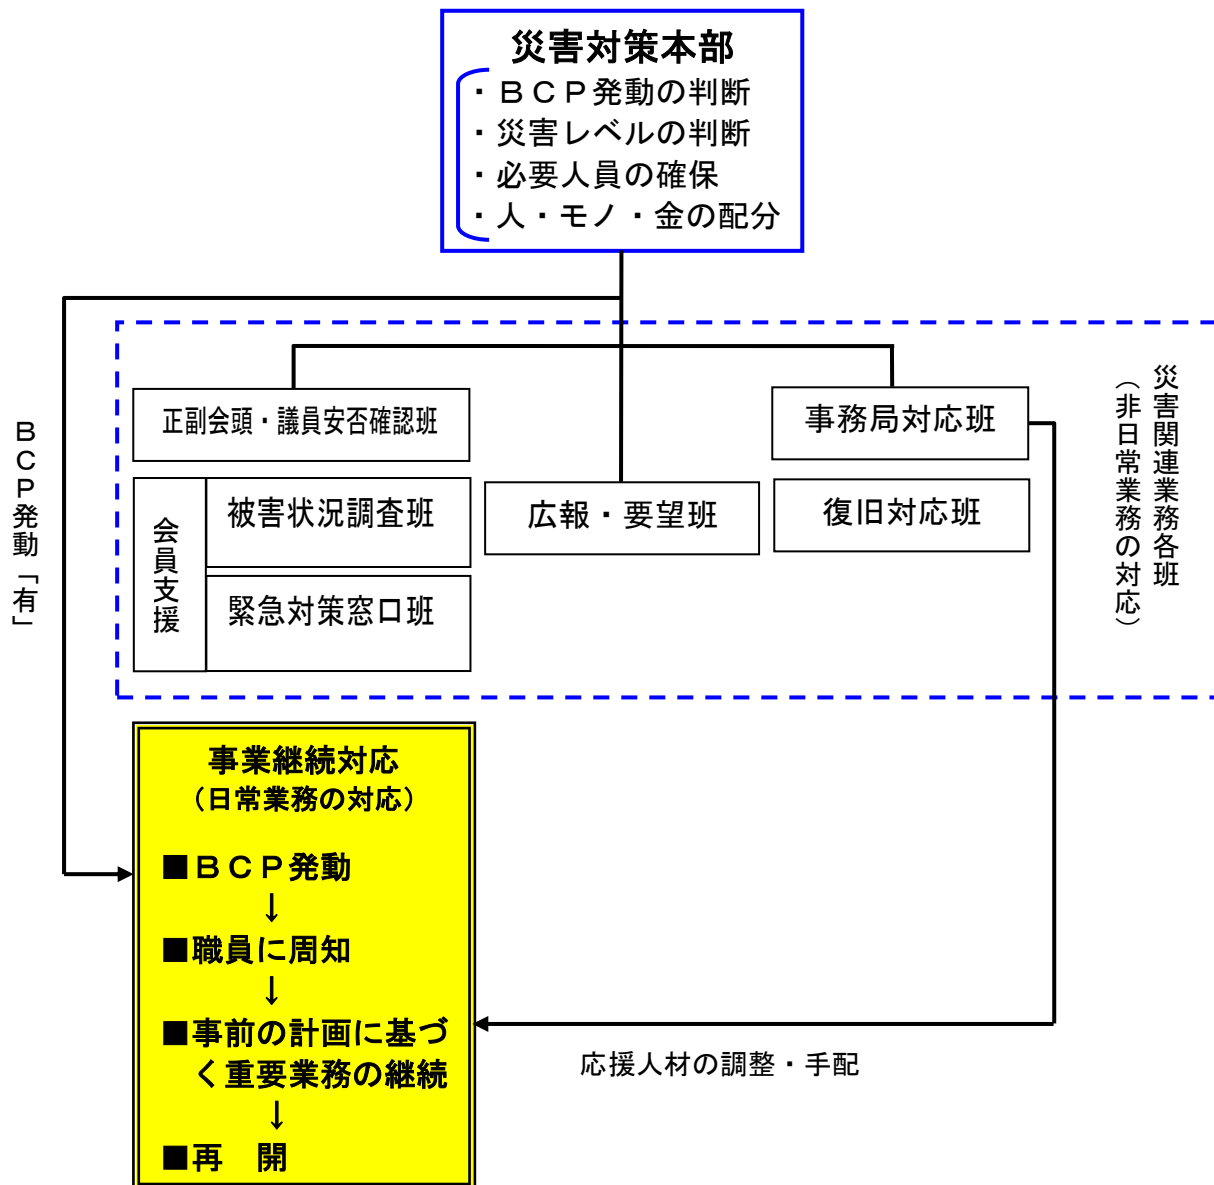 災害対策本部
・ＢＣＰ発動の判断
・災害レベルの判断
・必要人員の確保
・人・モノ・金の配分
ＢＣＰ発動「有」
災害関連業務各班
（非日常業務の対応）
正副会頭・議員安否確認班
事務局対応班
会員支援
被害状況調査班
緊急対策窓口班
広報・要望班
復旧対応班
事業継続対応
（日常業務の対応）
■ＢＣＰ発動
↓
■職員に周知
↓
■事前の計画に基づ
く重要業務の継続
↓
■再　開
応援人材の調整・手配